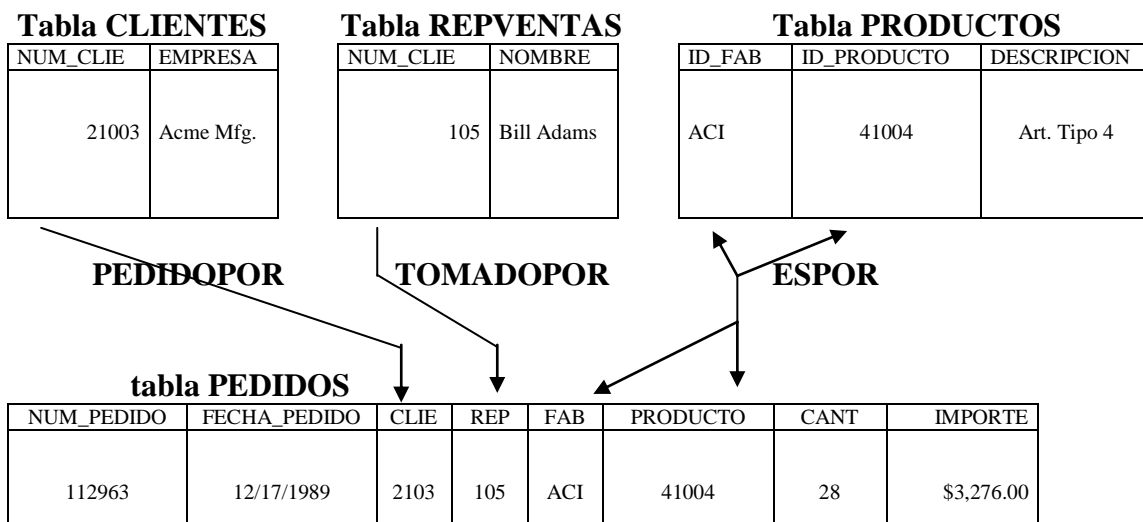 Tabla CLIENTES Tabla REPVENTAS Tabla PRODUCTOS
NUM_CLIE EMPRESA NUM_CLIE NOMBRE ID_FAB ID_PRODUCTO DESCRIPCION
21003 Acme Mfg. 105 Bill Adams ACI 41004 Art. Tipo 4
PEDIDOPOR TOMADOPOR ESPOR
tabla PEDIDOS
NUM_PEDIDO FECHA_PEDIDO CLIE REP FAB PRODUCTO CANT IMPORTE
112963 12/17/1989 2103 105 ACI 41004 28 $3,276.00